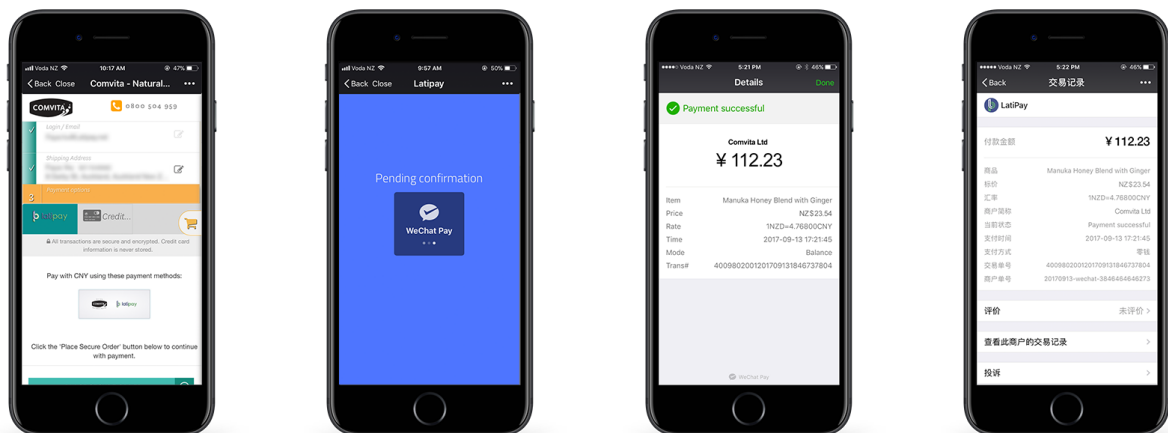 Voda NZ 10:17 AM 47%
Back Close Comvita - Natural... •••
COMVITA
0800 504 959
Login / Email
Shipping Address
3 Payment options
latipay
Credit...
All transactions are secure and encrypted. Credit card
information is never stored.
Pay with CNY using these payment methods:
COMVITA latipay
Click the 'Place Secure Order' button below to continue
with payment.
Voda NZ 9:57 AM 50%
Back Close Latipay •••
Pending confirmation
WeChat Pay
Voda NZ 5:21 PM 46%
Details Done
Payment successful
Comvita Ltd
¥ 112.23
Item Manuka Honey Blend with Ginger
Price NZ$23.54
Rate 1NZD=4.76800CNY
Time 2017-09-13 17:21:45
Mode Balance
Trans# 4009802001201709131846737804
WeChat Pay
Voda NZ 5:22 PM 46%
Back 交易记录 •••
LatiPay
付款金额 ¥ 112.23
商品 Manuka Honey Blend with Ginger
标价 NZ$23.54
汇率 1NZD=4.76800CNY
商户简称 Comvita Ltd
当前状态 Payment successful
支付时间 2017-09-13 17:21:45
支付方式 零钱
交易单号 4009802001201709131846737804
商户单号 20170913-wechat-3846464646273
评价 未评价
查看此商户的交易记录
投诉